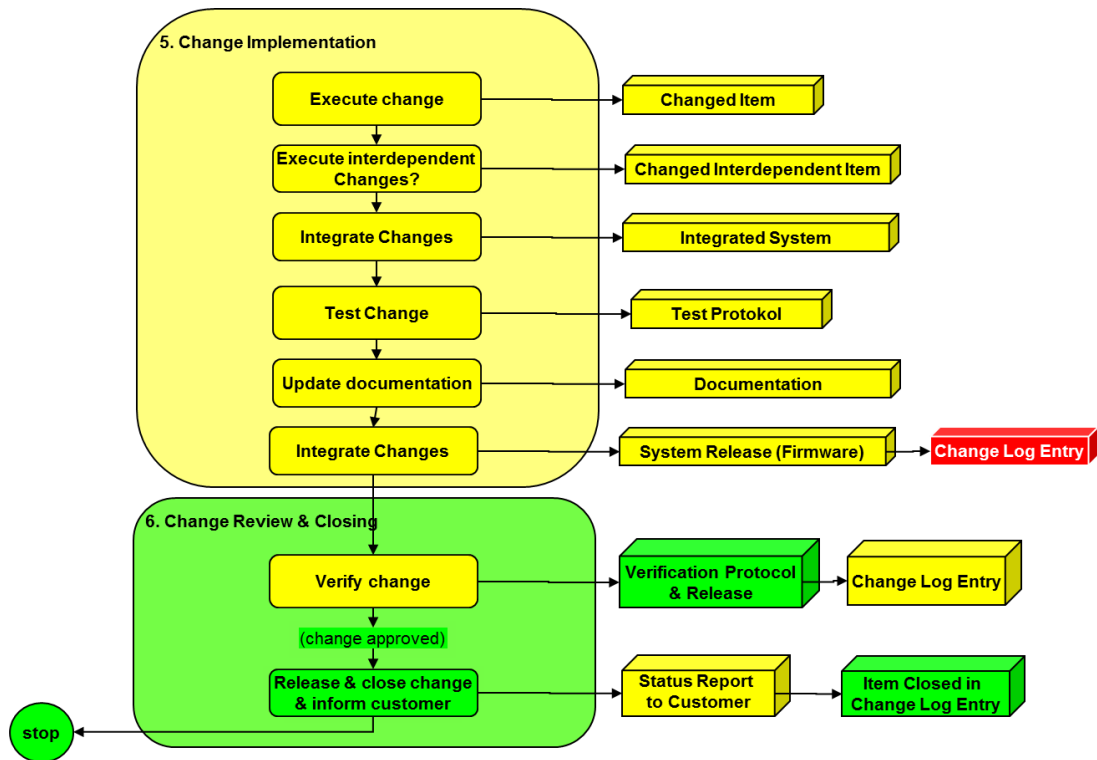 5. Change Implementation
Execute change
Changed Item
Execute interdependent
Changes?
Changed Interdependent Item
Integrate Changes
Integrated System
Test Change
Test Protokol
Update documentation
Documentation
Integrate Changes
System Release (Firmware)
Change Log Entry
6. Change Review & Closing
Verify change
Verification Protocol
& Release
Change Log Entry
(change approved)
Release & close change
& inform customer
Status Report
to Customer
Item Closed in
Change Log Entry
stop